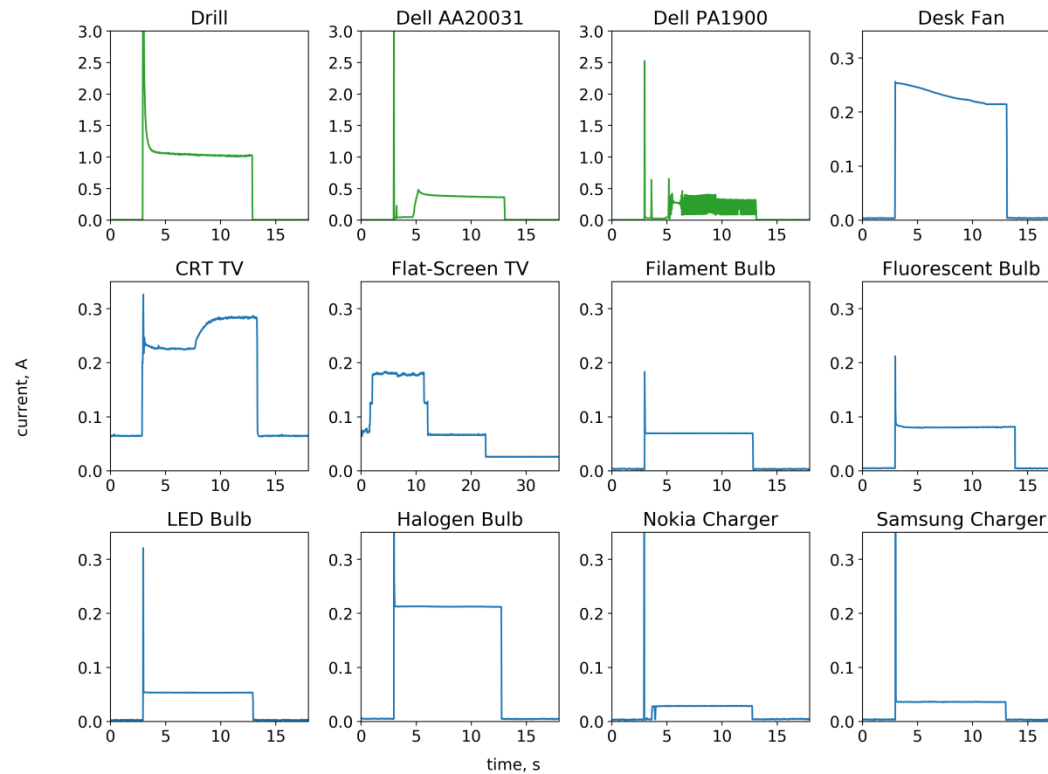 Drill Dell AA20031 Dell PA1900 Desk Fan
3.0 3.0 3.0
2.5 2.5 2.5 0.3
2.0 2.0 2.0
1.5 1.5 1.5 0.2
1.0 1.0 1.0 0.1
0.5 0.5 0.5
0.0 0.0 0.0 0.0
0 5 10 15 0 5 10 15 0 5 10 15 0 5 10 15
CRT TV Flat-Screen TV Filament Bulb Fluorescent Bulb
0.3 0.3 0.3 0.3
0.2 0.2 0.2 0.2
current, A
0.1 0.1 0.1 0.1
0.0 0.0 0.0 0.0
0 5 10 15 0 10 20 30 0 5 10 15 0 5 10 15
LED Bulb Halogen Bulb Nokia Charger Samsung Charger
0.3 0.3 0.3 0.3
0.2 0.2 0.2 0.2
0.1 0.1 0.1 0.1
0.0 0.0 0.0 0.0
0 5 10 15 0 5 10 15 0 5 10 15 0 5 10 15
time, s